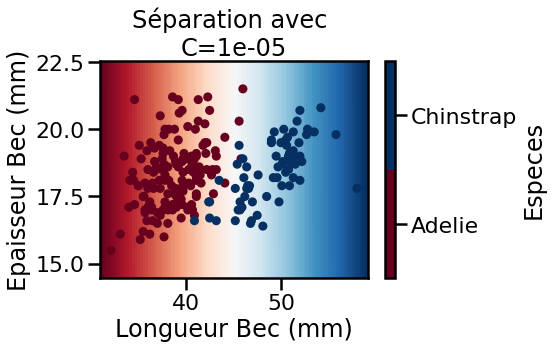 Séparation avec
C=1e-05
Epaisseur Bec (mm)
22.5
20.0
17.5
15.0
40
50
Longueur Bec (mm)
Chinstrap
Adelie
Especes